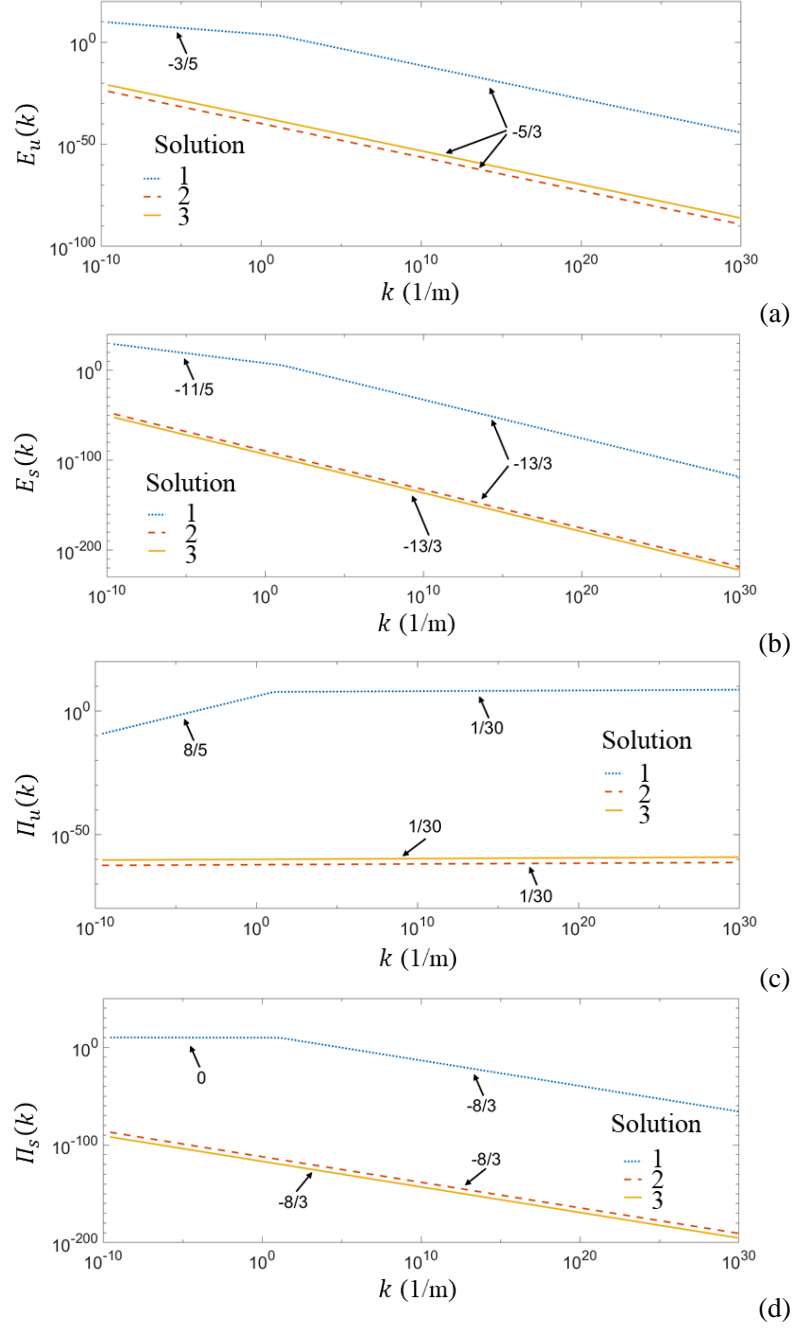 E_u(k)
10^0
10^-50
10^-100
-3/5
-5/3
Solution
1
2
3
10^-10 10^0 10^10 10^20 10^30
k (1/m)
(a)
E_s(k)
10^0
10^-100
10^-200
-11/5
-13/3
-13/3
Solution
1
2
3
10^-10 10^0 10^10 10^20 10^30
k (1/m)
(b)
Π_u(k)
10^0
10^-50
8/5
1/30
1/30
1/30
Solution
1
2
3
10^-10 10^0 10^10 10^20 10^30
k (1/m)
(c)
Π_s(k)
10^0
10^-100
10^-200
0
-8/3
-8/3
-8/3
Solution
1
2
3
10^-10 10^0 10^10 10^20 10^30
k (1/m)
(d)